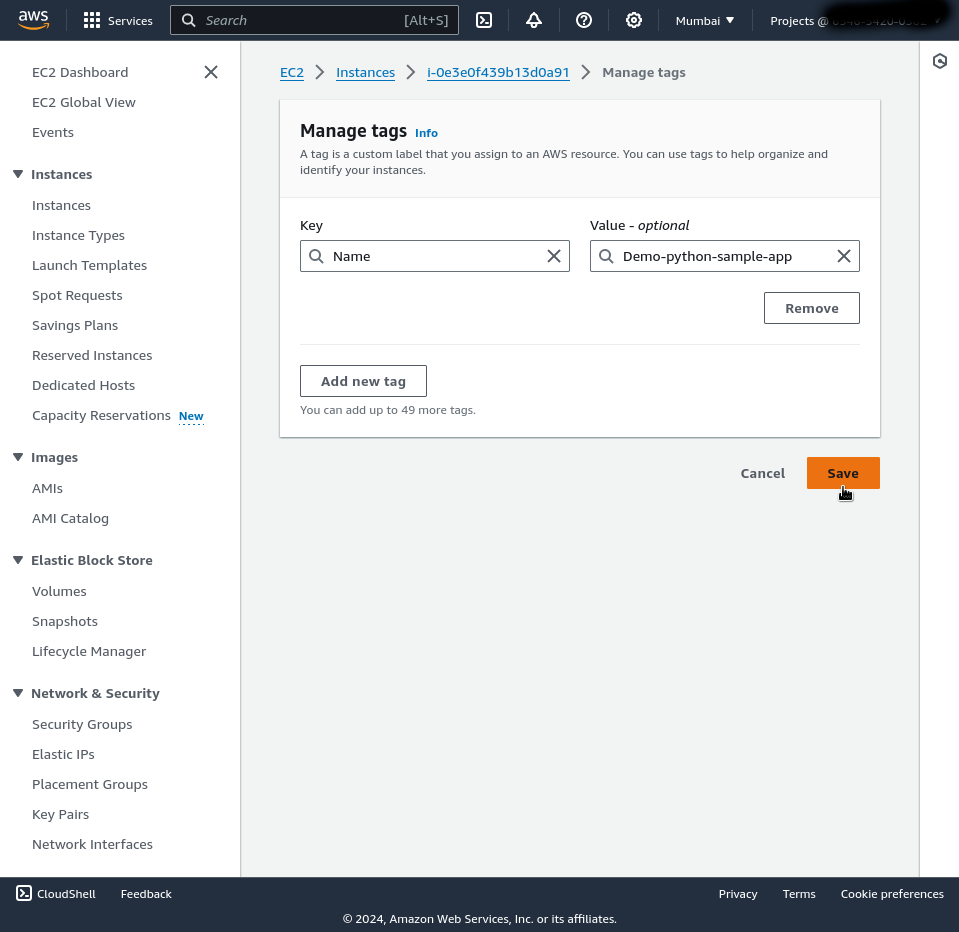 aws Services Search [Alt+S] Mumbai Projects @
EC2 Dashboard
EC2 Global View
Events
Instances
Instances
Instance Types
Launch Templates
Spot Requests
Savings Plans
Reserved Instances
Dedicated Hosts
Capacity Reservations New
Images
AMIs
AMI Catalog
Elastic Block Store
Volumes
Snapshots
Lifecycle Manager
Network & Security
Security Groups
Elastic IPs
Placement Groups
Key Pairs
Network Interfaces
EC2 Instances i-0e3e0f439b13d0a91 Manage tags
Manage tags Info
A tag is a custom label that you assign to an AWS resource. You can use tags to help organize and
identify your instances.
Key Value - optional
Name Demo-python-sample-app
Remove
Add new tag
You can add up to 49 more tags.
Cancel Save
CloudShell Feedback Privacy Terms Cookie preferences
© 2024, Amazon Web Services, Inc. or its affiliates.